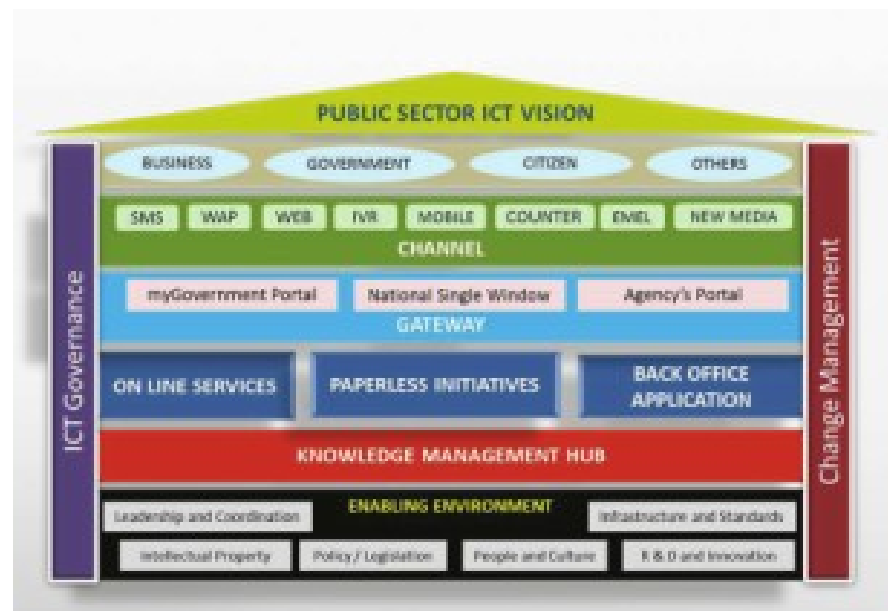 PUBLIC SECTOR ICT VISION
BUSINESS GOVERNMENT CITIZEN OTHERS
SMS WAP WEB IVR MOBILE COUNTER EMEL NEW MEDIA
CHANNEL
myGovernment Portal National Single Window Agency's Portal
GATEWAY
ON LINE SERVICES PAPERLESS INITIATIVES BACK OFFICE
APPLICATION
KNOWLEDGE MANAGEMENT HUB
ENABLING ENVIRONMENT
Leadership and Coordination Infrastructure and Standards
Intellectual Property Policy / Legislation People and Culture R & D and Innovation
ICT Governance
Change Management